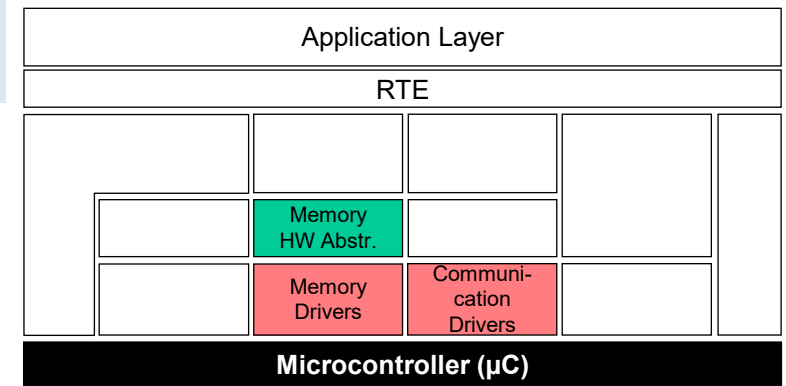 Application Layer
RTE
Memory
HW Abstr.
Memory
Drivers
Communi-
cation
Drivers
Microcontroller (µC)